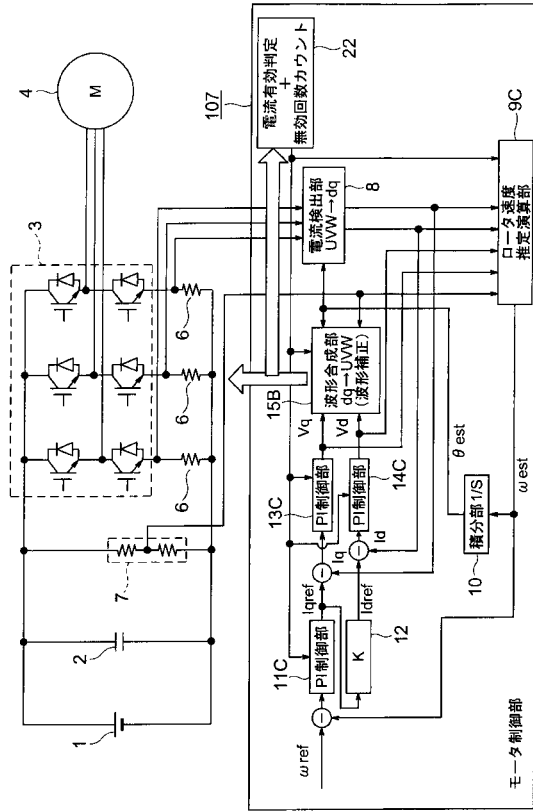 1
2
7
3
4
M
6
6
6
107
電流有効判定
+
無効回数カウント
22
電流検出部
UVW→dq
8
15B
波形合成部
dq→UVW
(波形補正)
Vq
Vd
13C
PI制御部
14C
PI制御部
Iq
Id
Iqref
Idref
11C
PI制御部
K
12
ωref
10
積分部1/S
θest
ωest
ロータ速度
推定演算部
9C
モータ制御部